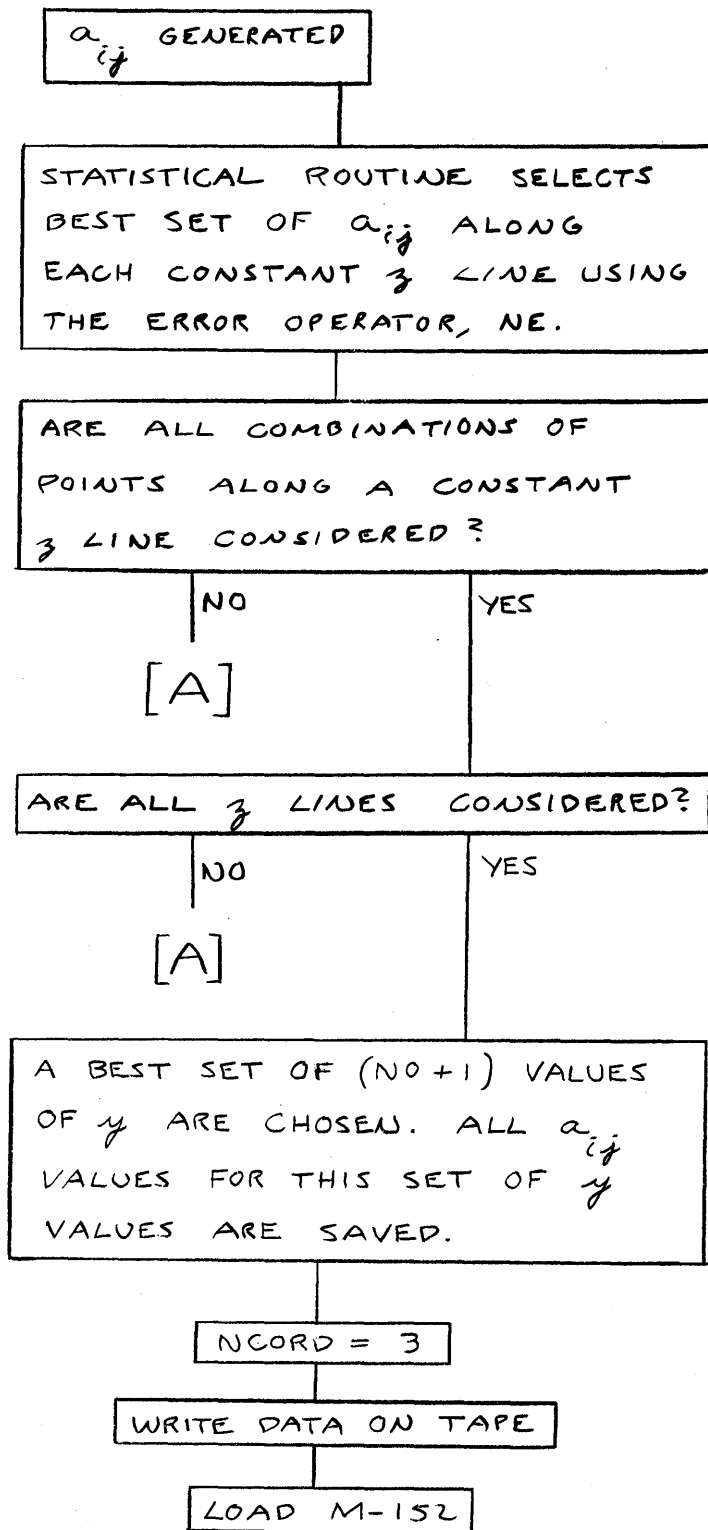 a_ij GENERATED
STATISTICAL ROUTINE SELECTS
BEST SET OF a_ij ALONG
EACH CONSTANT z LINE USING
THE ERROR OPERATOR, NE.
ARE ALL COMBINATIONS OF
POINTS ALONG A CONSTANT
z LINE CONSIDERED?
NO YES
[A]
ARE ALL z LINES CONSIDERED?
NO YES
[A]
A BEST SET OF (NO+1) VALUES
OF y ARE CHOSEN. ALL a_ij
VALUES FOR THIS SET OF y
VALUES ARE SAVED.
NCORD = 3
WRITE DATA ON TAPE
LOAD M-152